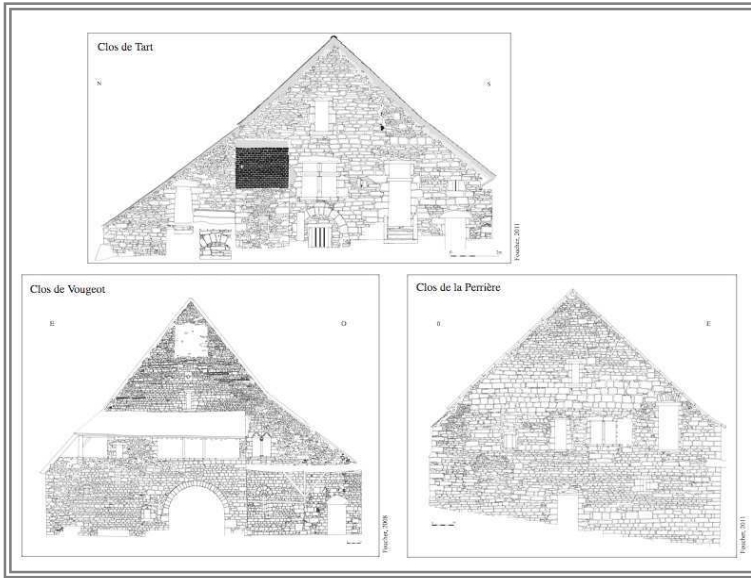 Clos de Tart
N
S
Foucher, 2011
Clos de Vougeot
E
O
Foucher, 2008
Clos de la Perrière
O
E
Foucher, 2011